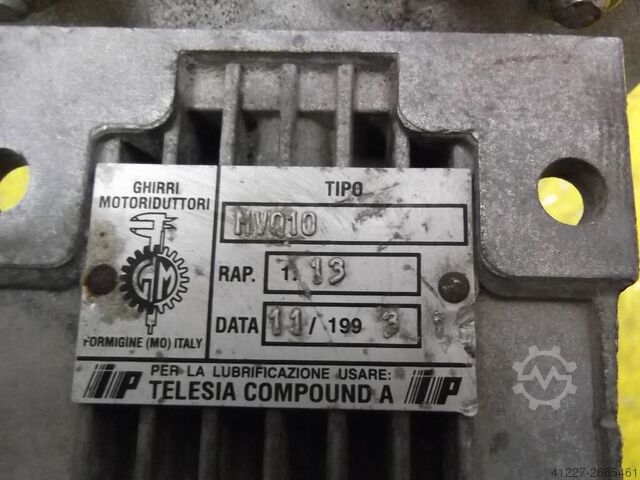 GHIRRI
MOTORIDUTTORI
GM
FORMIGINE (MO) ITALY
TIPO
MVQ10
RAP. 1: 13
DATA 11/ 199 3
IP PER LA LUBRIFICAZIONE USARE: IP
TELESIA COMPOUND A
41227-2665461